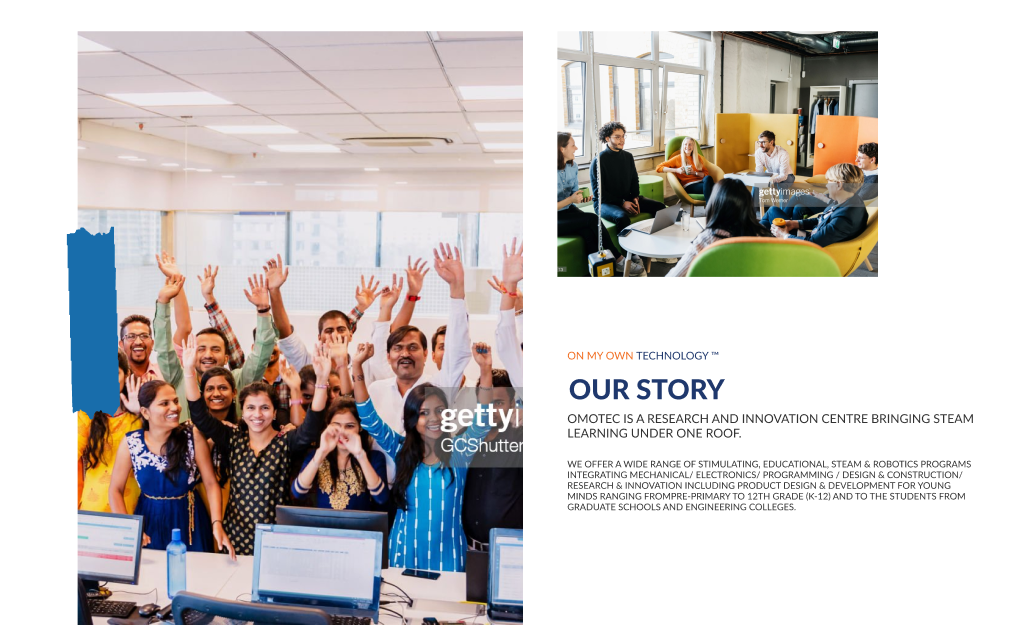 gettyimages
Tom Werner
gettyi
GCShutter
ON MY OWN TECHNOLOGY ™
OUR STORY
OMOTEC IS A RESEARCH AND INNOVATION CENTRE BRINGING STEAM
LEARNING UNDER ONE ROOF.
WE OFFER A WIDE RANGE OF STIMULATING, EDUCATIONAL, STEAM & ROBOTICS PROGRAMS
INTEGRATING MECHANICAL/ ELECTRONICS/ PROGRAMMING / DESIGN & CONSTRUCTION/
RESEARCH & INNOVATION INCLUDING PRODUCT DESIGN & DEVELOPMENT FOR YOUNG
MINDS RANGING FROMPRE-PRIMARY TO 12TH GRADE (K-12) AND TO THE STUDENTS FROM
GRADUATE SCHOOLS AND ENGINEERING COLLEGES.